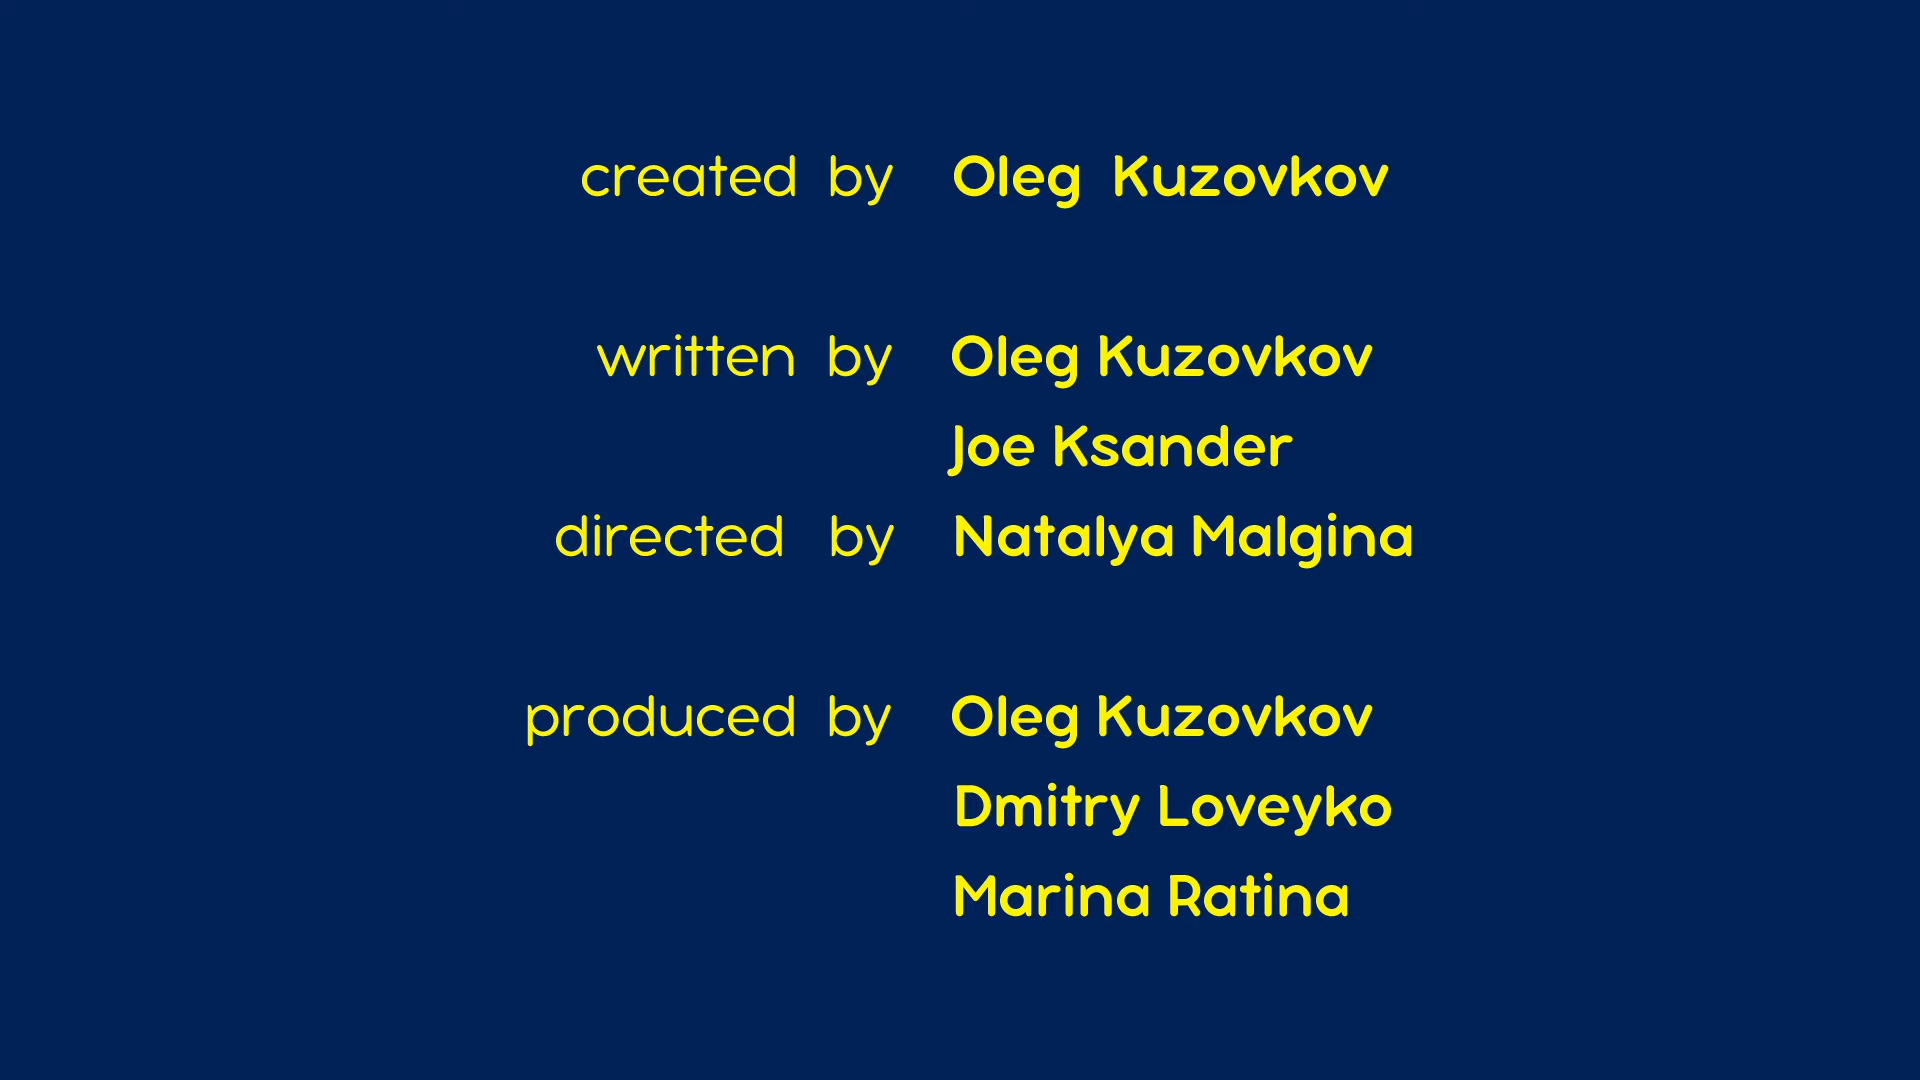 created by Oleg Kuzovkov
written by Oleg Kuzovkov
Joe Ksander
directed by Natalya Malgina
produced by Oleg Kuzovkov
Dmitry Loveyko
Marina Ratina